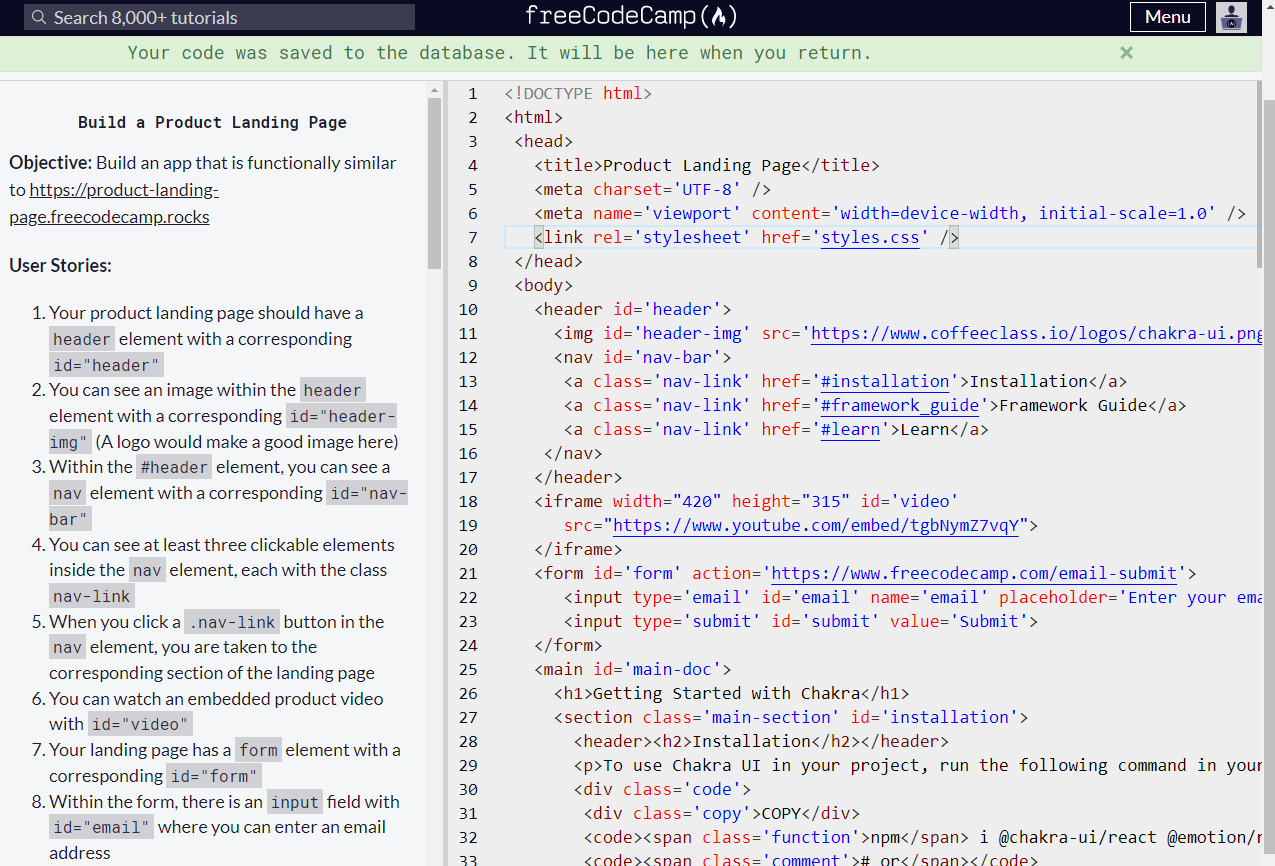 Search 8,000+ tutorials
freeCodeCamp
Menu
Your code was saved to the database. It will be here when you return.
×
Build a Product Landing Page
Objective: Build an app that is functionally similar
to https://product-landing-
page.freecodecamp.rocks
User Stories:
1. Your product landing page should have a
header element with a corresponding
id="header"
2. You can see an image within the header
element with a corresponding id="header-
img" (A logo would make a good image here)
3. Within the #header element, you can see a
nav element with a corresponding id="nav-
bar"
4. You can see at least three clickable elements
inside the nav element, each with the class
nav-link
5. When you click a .nav-link button in the
nav element, you are taken to the
corresponding section of the landing page
6. You can watch an embedded product video
with id="video"
7. Your landing page has a form element with a
corresponding id="form"
8. Within the form, there is an input field with
id="email" where you can enter an email
address
1 <!DOCTYPE html>
2 <html>
3 <head>
4 <title>Product Landing Page</title>
5 <meta charset='UTF-8' />
6 <meta name='viewport' content='width=device-width, initial-scale=1.0' />
7 <link rel='stylesheet' href='styles.css' />
8 </head>
9 <body>
10 <header id='header'>
11 <img id='header-img' src='https://www.coffeeclass.io/logos/chakra-ui.png
12 <nav id='nav-bar'>
13 <a class='nav-link' href='#installation'>Installation</a>
14 <a class='nav-link' href='#framework_guide'>Framework Guide</a>
15 <a class='nav-link' href='#learn'>Learn</a>
16 </nav>
17 </header>
18 <iframe width="420" height="315" id='video'
19 src="https://www.youtube.com/embed/tgbNymZ7vqY">
20 </iframe>
21 <form id='form' action='https://www.freecodecamp.com/email-submit'>
22 <input type='email' id='email' name='email' placeholder='Enter your ema
23 <input type='submit' id='submit' value='Submit'>
24 </form>
25 <main id='main-doc'>
26 <h1>Getting Started with Chakra</h1>
27 <section class='main-section' id='installation'>
28 <header><h2>Installation</h2></header>
29 <p>To use Chakra UI in your project, run the following command in your
30 <div class='code'>
31 <div class='copy'>COPY</div>
32 <code><span class='function'>npm</span> i @chakra-ui/react @emotion/r
33 <code><span class='comment'># or</span></code>